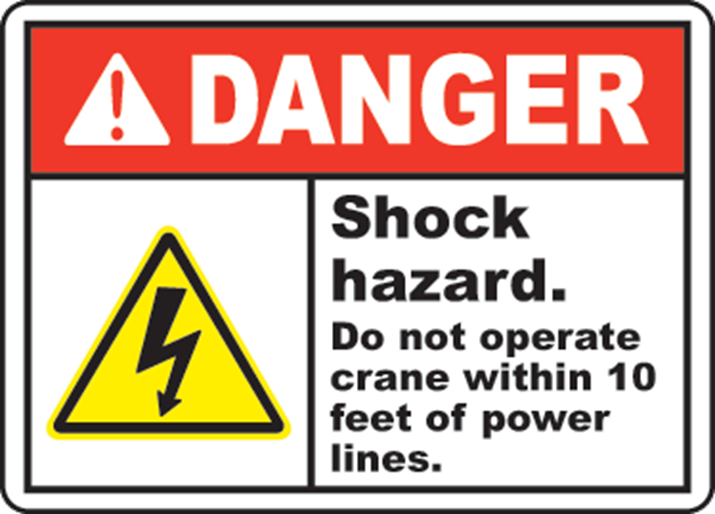 DANGER
Shock
hazard.
Do not operate
crane within 10
feet of power
lines.